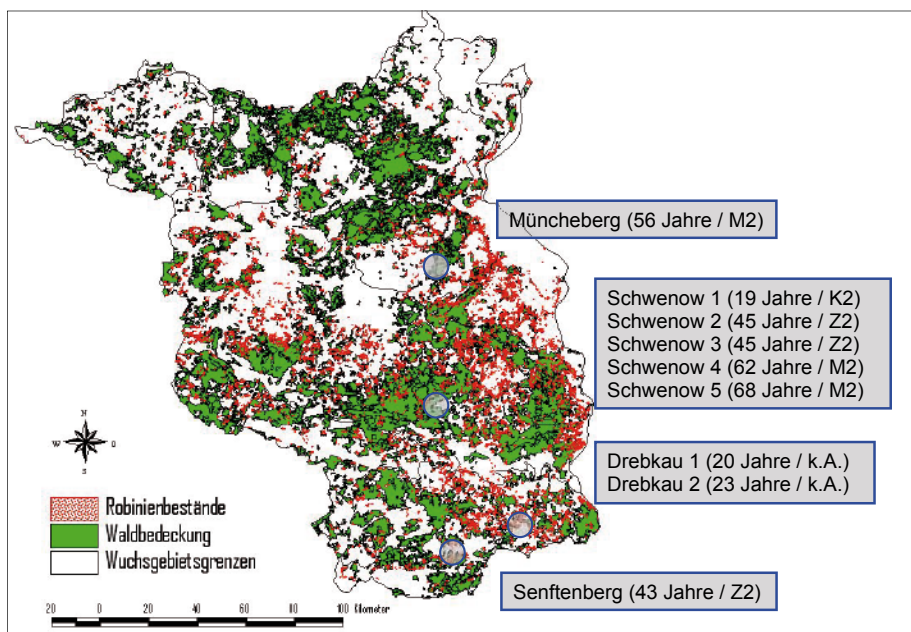 Müncheberg (56 Jahre / M2)
Schwenow 1 (19 Jahre / K2)
Schwenow 2 (45 Jahre / Z2)
Schwenow 3 (45 Jahre / Z2)
Schwenow 4 (62 Jahre / M2)
Schwenow 5 (68 Jahre / M2)
N
W O
S
Drebkau 1 (20 Jahre / k.A.)
Drebkau 2 (23 Jahre / k.A.)
Robinienbestände
Waldbedeckung
Wuchsgebietsgrenzen
Senftenberg (43 Jahre / Z2)
20 0 20 40 60 80 100 Kilometer